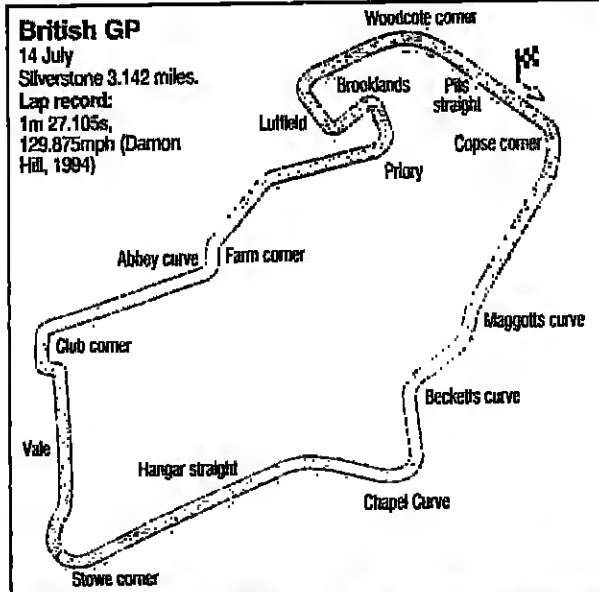 British GP
14 July
Silverstone 3.142 miles.
Lap record:
1m 27.105s,
129.875mph (Damon
Hill, 1994)
Woodcote corner
Brooklands
Pits
straight
Luffield
Copse corner
Priory
Abbey curve
Farm corner
Maggotts curve
Club corner
Becketts curve
Vale
Hangar straight
Chapel Curve
Stowe corner